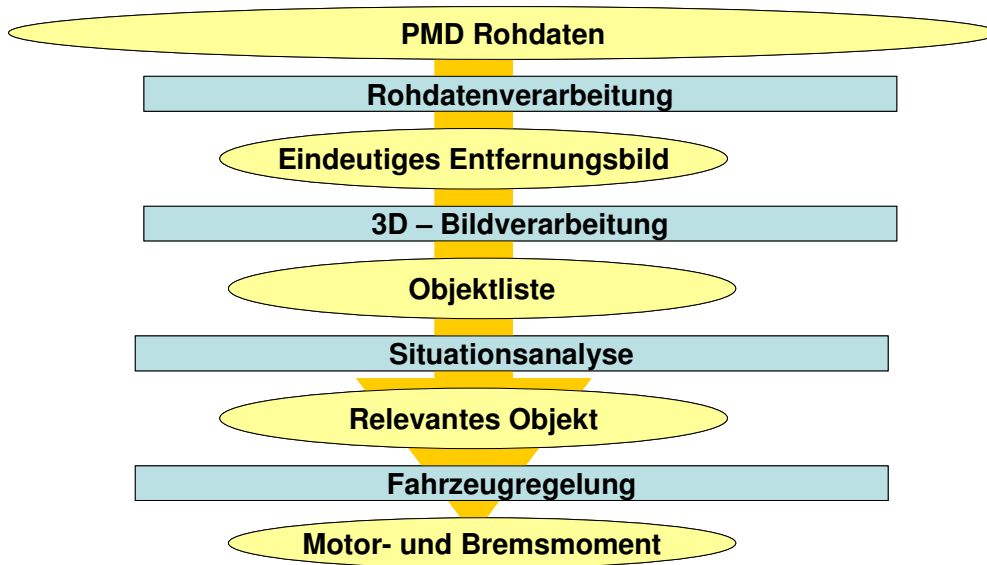 PMD Rohdaten
Rohdatenverarbeitung
Eindeutiges Entfernungsbild
3D – Bildverarbeitung
Objektliste
Situationsanalyse
Relevantes Objekt
Fahrzeugregelung
Motor- und Bremsmoment